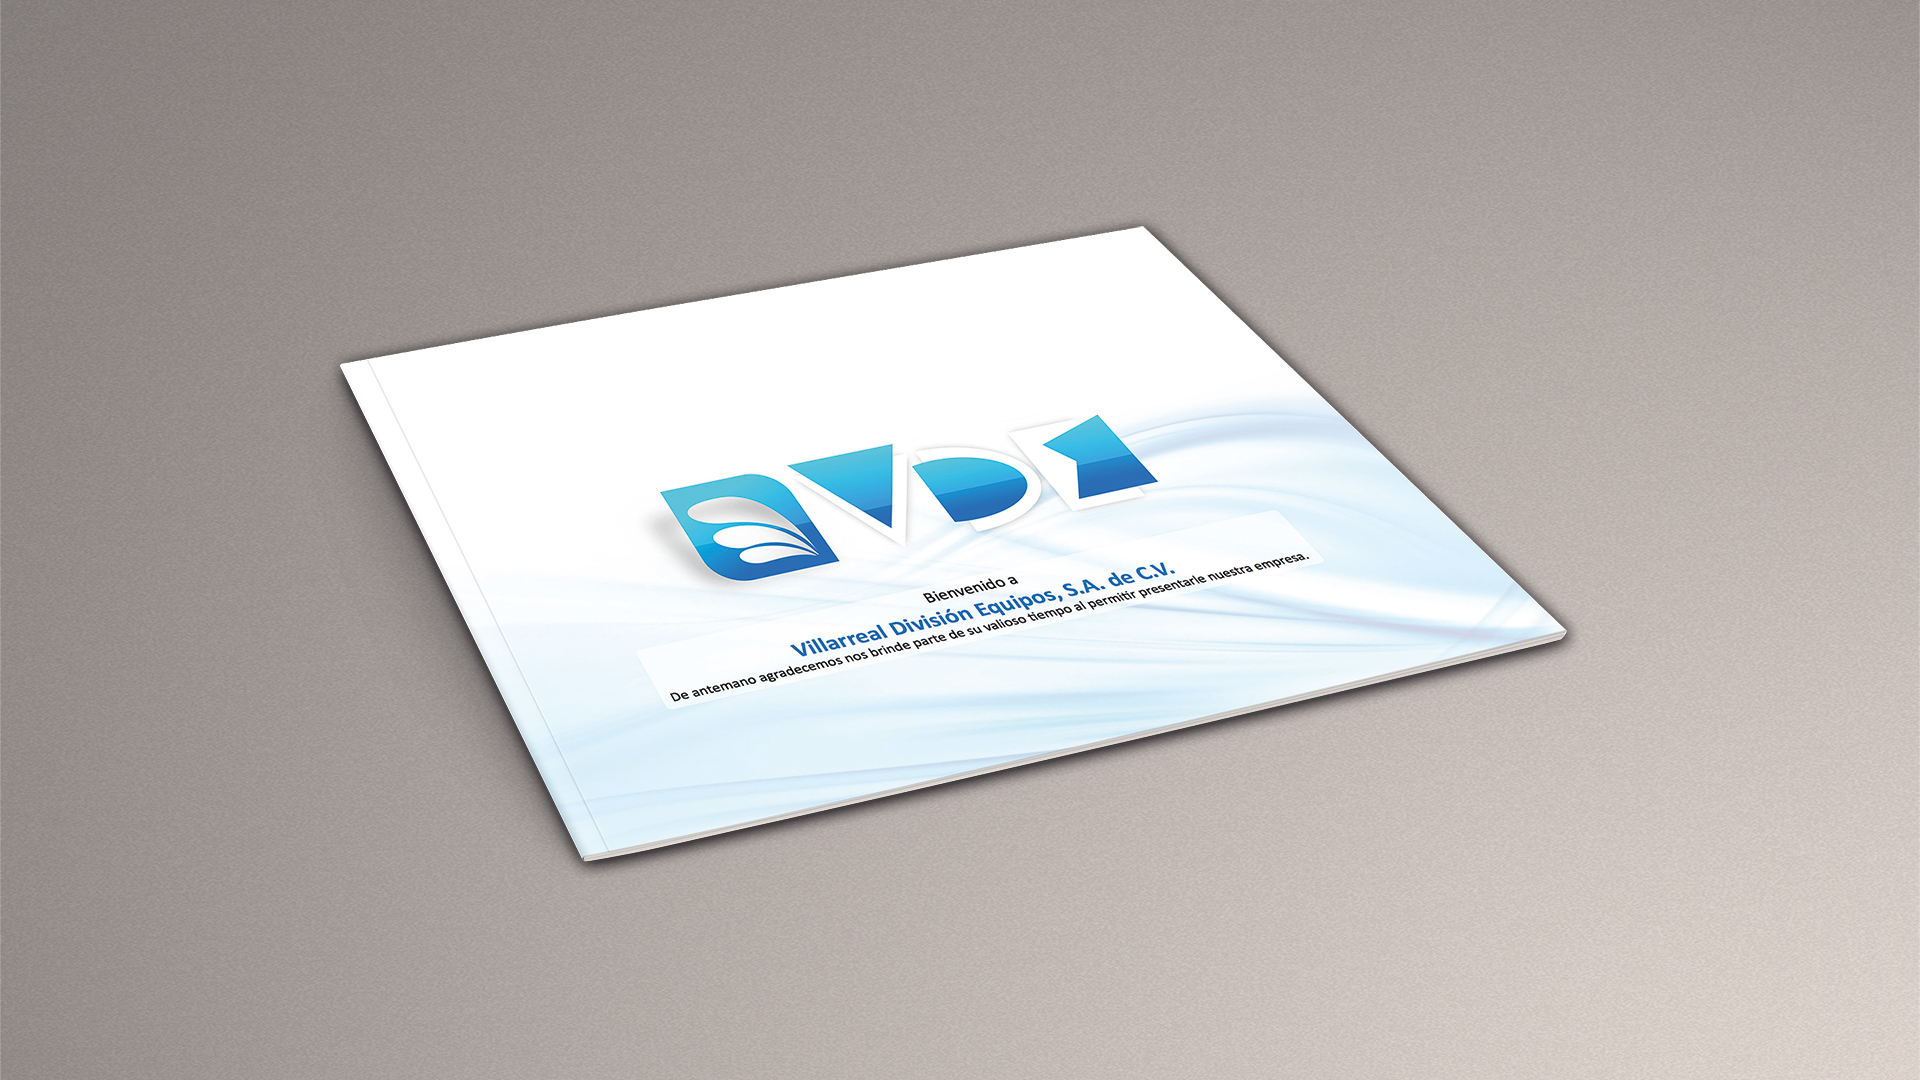 VDE
Bienvenido a
Villarreal División Equipos, S.A. de C.V.
De antemano agradecemos nos brinde parte de su valioso tiempo al permitir presentarle nuestra empresa.